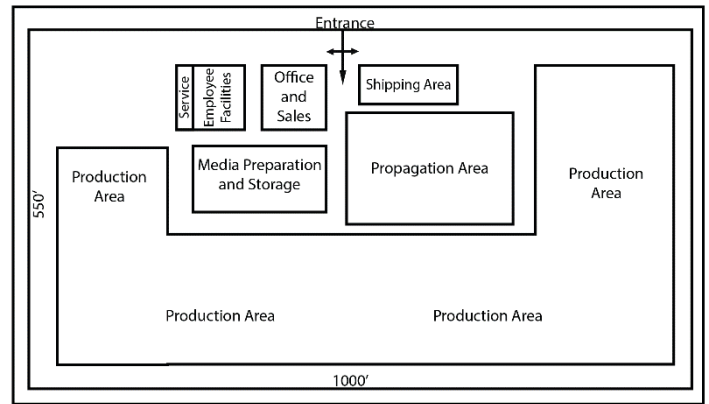 Entrance
Service
Employee
Facilities
Office
and
Sales
Shipping Area
Media Preparation
and Storage
Propagation Area
Production
Area
Production
Area
550'
Production Area
Production Area
1000'